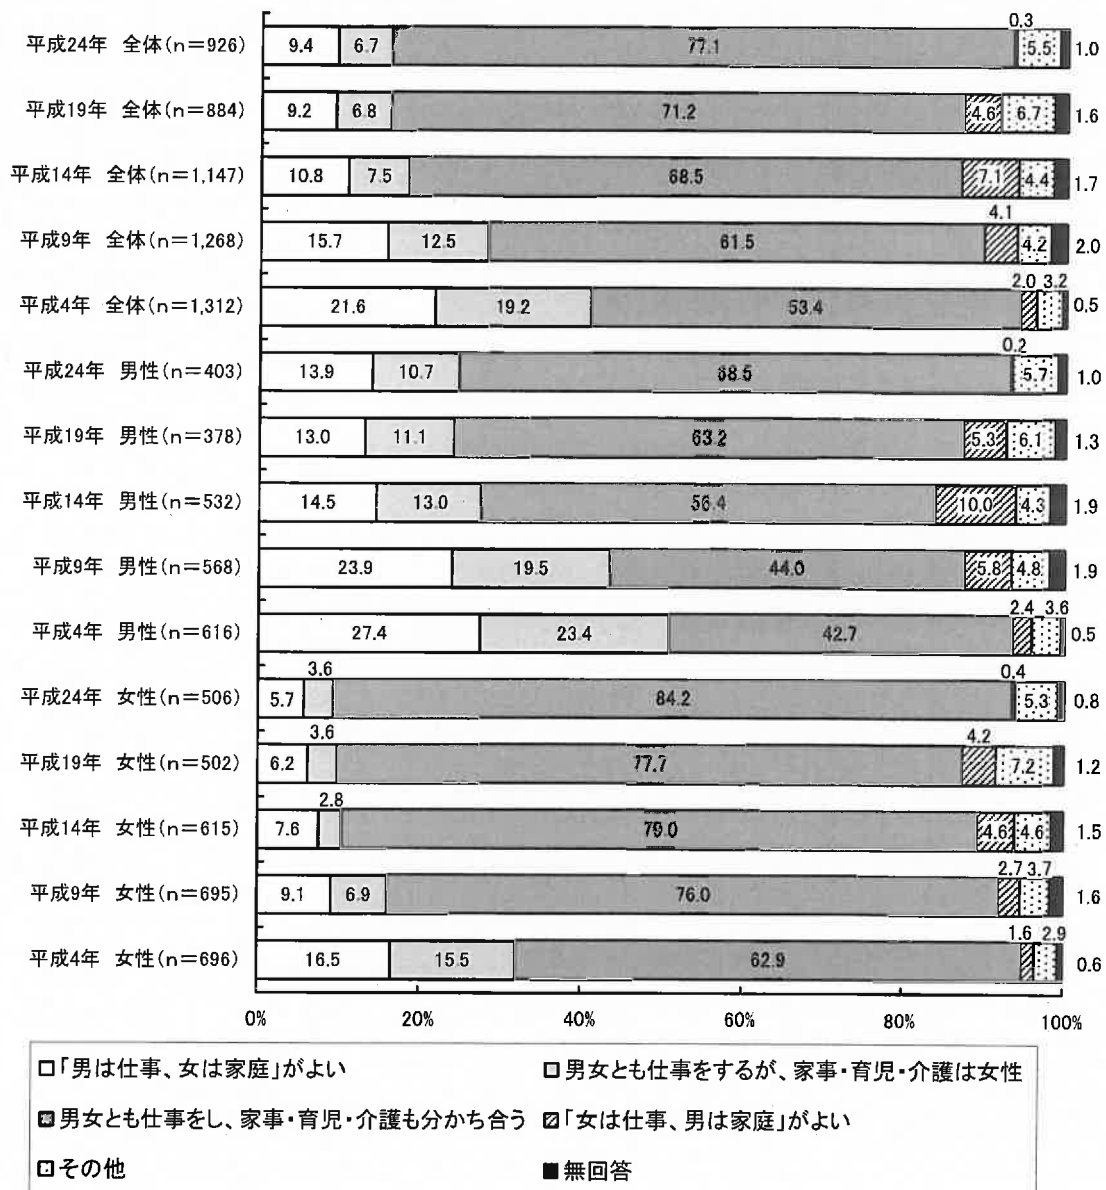 0.3
平成24年 全体(n=926) 9.4 6.7 77.1 5.5 1.0
平成19年 全体(n=884) 9.2 6.8 71.2 4.6 6.7 1.6
平成14年 全体(n=1,147) 10.8 7.5 68.5 7.1 4.4 1.7
4.1
平成9年 全体(n=1,268) 15.7 12.5 61.5 4.2 2.0
2.0 3.2
平成4年 全体(n=1,312) 21.6 19.2 53.4 0.5
0.2
平成24年 男性(n=403) 13.9 10.7 68.5 5.7 1.0
平成19年 男性(n=378) 13.0 11.1 63.2 5.3 6.1 1.3
平成14年 男性(n=532) 14.5 13.0 56.4 10.0 4.3 1.9
平成9年 男性(n=568) 23.9 19.5 44.0 5.8 4.8 1.9
2.4 3.6
平成4年 男性(n=616) 27.4 23.4 42.7 0.5
3.6 0.4
平成24年 女性(n=506) 5.7 84.2 5.3 0.8
3.6 4.2
平成19年 女性(n=502) 6.2 77.7 7.2 1.2
2.8
平成14年 女性(n=615) 7.6 79.0 4.6 4.6 1.5
2.7 3.7
平成9年 女性(n=695) 9.1 6.9 76.0 1.6
1.6 2.9
平成4年 女性(n=696) 16.5 15.5 62.9 0.6
0% 20% 40% 60% 80% 100%
「男は仕事、女は家庭」がよい 男女とも仕事をするが、家事・育児・介護は女性
男女とも仕事をし、家事・育児・介護も分かち合う 「女は仕事、男は家庭」がよい
その他 無回答